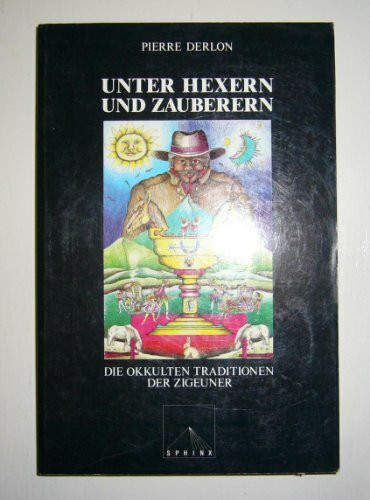 PIERRE DERLON
UNTER HEXERN
UND ZAUBERERN
DIE OKKULTEN TRADITIONEN
DER ZIGEUNER
SPHINX